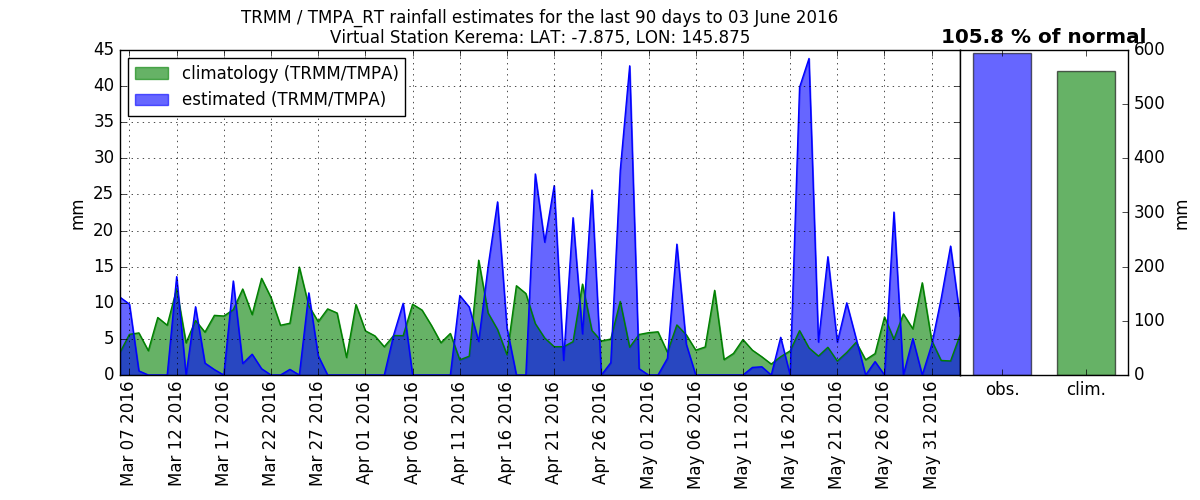 TRMM / TMPA_RT rainfall estimates for the last 90 days to 03 June 2016
Virtual Station Kerema: LAT: -7.875, LON: 145.875
105.8 % of normal
climatology (TRMM/TMPA)
estimated (TRMM/TMPA)
mm
45
40
35
30
25
20
15
10
5
0
Mar 07 2016
Mar 12 2016
Mar 17 2016
Mar 22 2016
Mar 27 2016
Apr 01 2016
Apr 06 2016
Apr 11 2016
Apr 16 2016
Apr 21 2016
Apr 26 2016
May 01 2016
May 06 2016
May 11 2016
May 16 2016
May 21 2016
May 26 2016
May 31 2016
obs.
clim.
600
500
400
300
200
100
0
mm